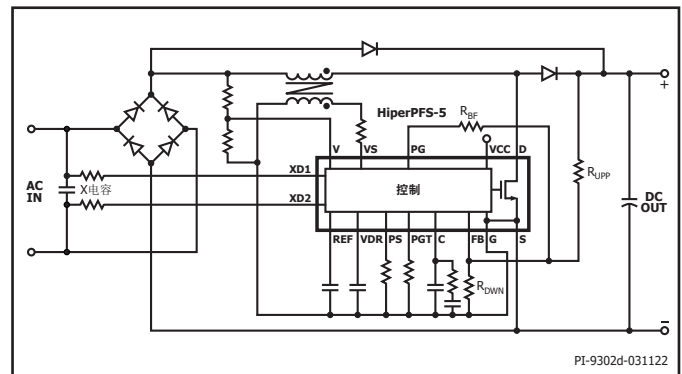 HiperPFS-5
R_BF
V
VS
PG
VCC
D
+
XD1
XD2
控制
R_UPP
AC
IN
X电容
DC
OUT
REF
VDR
PS
PGT
C
FB
G
S
R_DWN
−
PI-9302d-031122